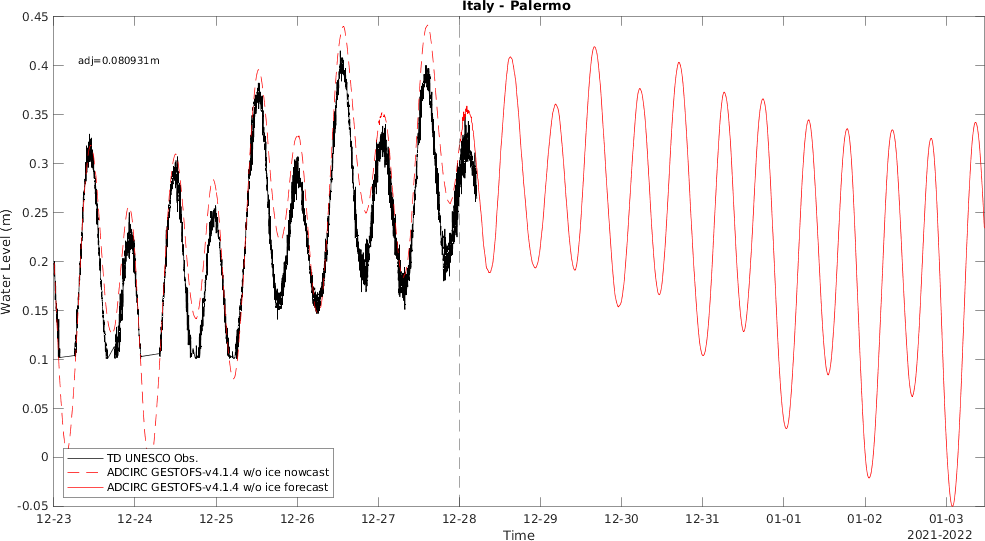 Italy - Palermo
0.45
0.4
0.35
0.3
0.25
0.2
0.15
0.1
0.05
0
-0.05
Water Level (m)
adj=0.080931m
TD UNESCO Obs.
ADCIRC GESTOFS-v4.1.4 w/o ice nowcast
ADCIRC GESTOFS-v4.1.4 w/o ice forecast
12-23 12-24 12-25 12-26 12-27 12-28 12-29 12-30 12-31 01-01 01-02 01-03
Time
2021-2022